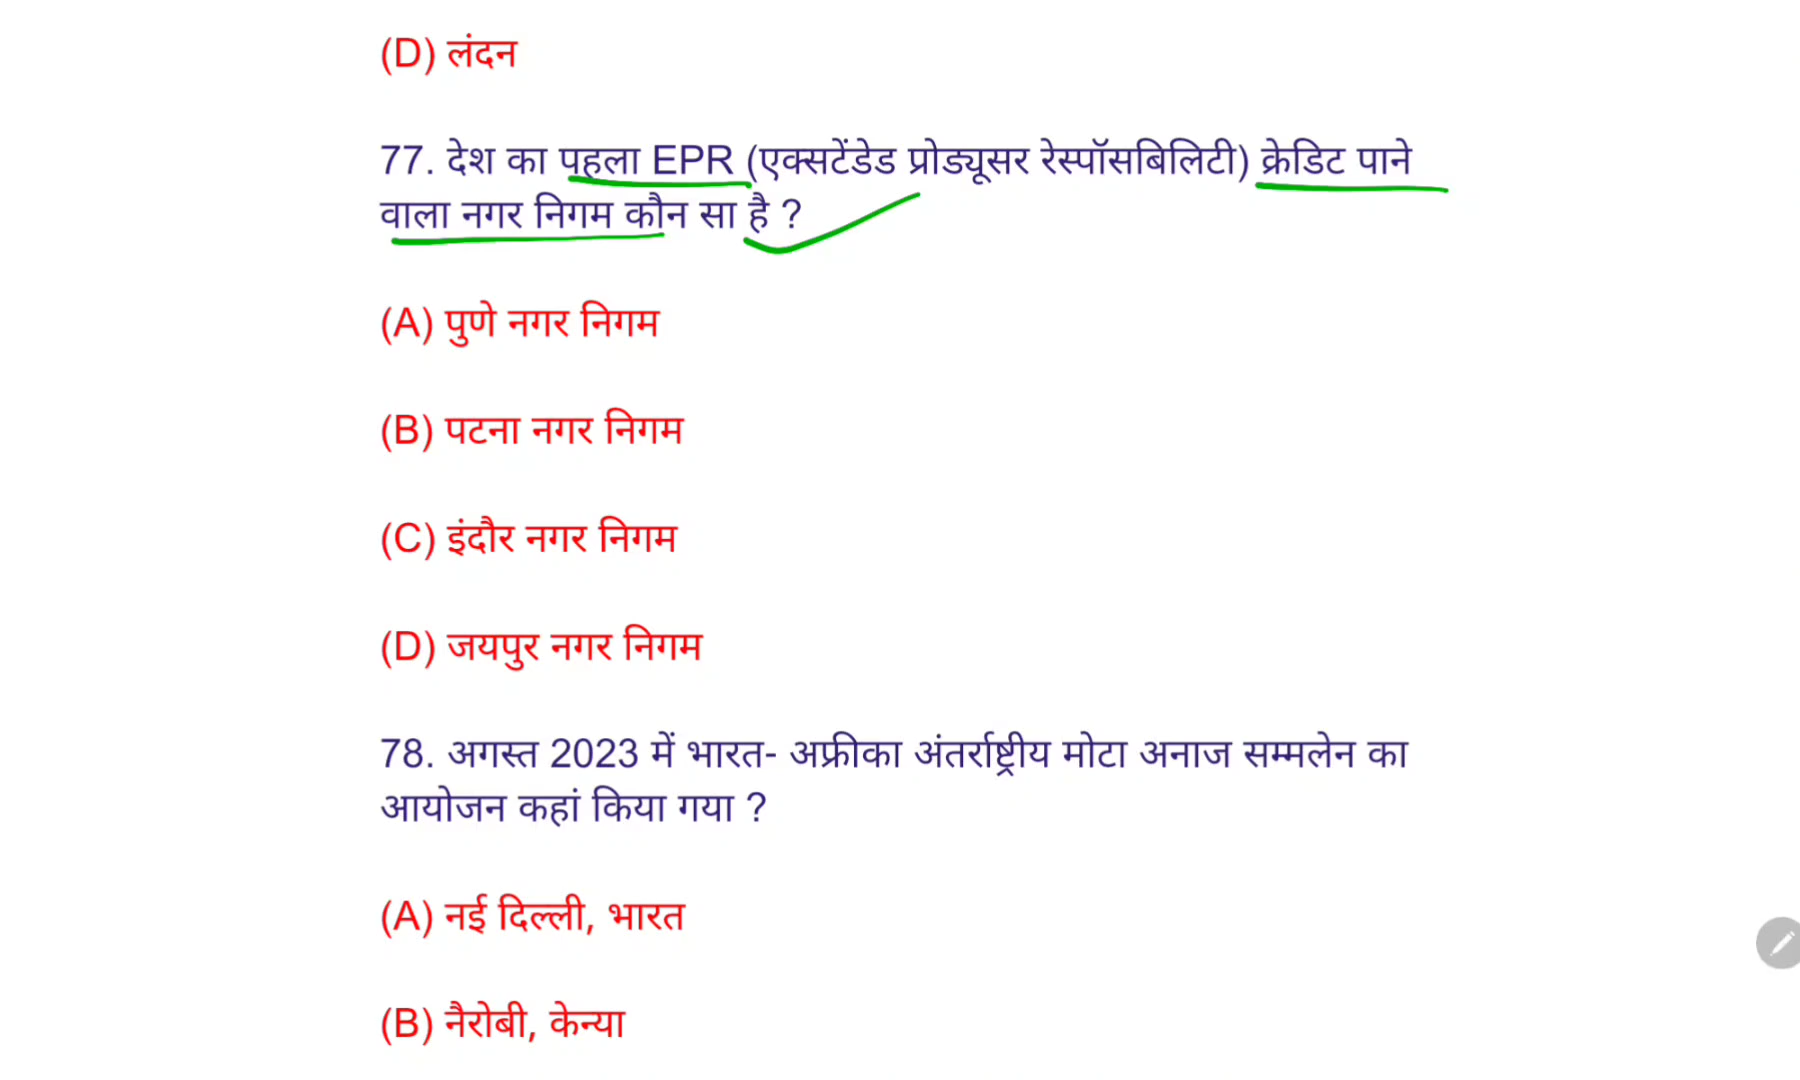 (D) लंदन
77. देश का पहला EPR (एक्सटेंडेड प्रोड्यूसर रेस्पॉसबिलिटी) क्रेडिट पाने
वाला नगर निगम कौन सा है ?
(A) पुणे नगर निगम
(B) पटना नगर निगम
(C) इंदौर नगर निगम
(D) जयपुर नगर निगम
78. अगस्त 2023 में भारत- अफ्रीका अंतर्राष्ट्रीय मोटा अनाज सम्मलेन का
आयोजन कहां किया गया ?
(A) नई दिल्ली, भारत
(B) नैरोबी, केन्या